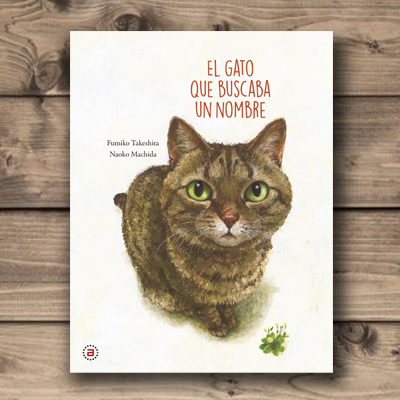 EL GATO
QUE BUSCABA
UN NOMBRE
Fumiko Takeshita
Naoko Machida
a